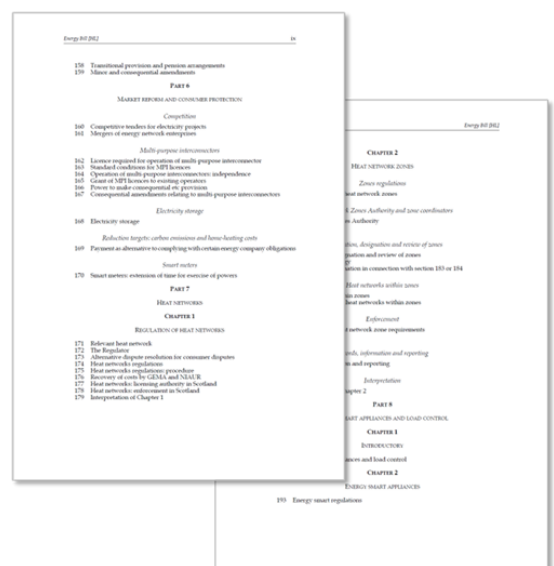 Energy Bill [HL] ix
158 Transitional provision and pension arrangements
159 Minor and consequential amendments
PART 6
MARKET REFORM AND CONSUMER PROTECTION
Competition
160 Competitive tenders for electricity projects
161 Mergers of energy network enterprises
Multi-purpose interconnectors
162 Licence required for operation of multi-purpose interconnector
163 Standard conditions for MPI licences
164 Operation of multi-purpose interconnectors: independence
165 Grant of MPI licences to existing operators
166 Power to make consequential etc provision
167 Consequential amendments relating to multi-purpose interconnectors
Electricity storage
168 Electricity storage
Reduction targets: carbon emissions and home-heating costs
169 Payment as alternative to complying with certain energy company obligations
Smart meters
170 Smart meters: extension of time for exercise of powers
PART 7
HEAT NETWORKS
CHAPTER 1
REGULATION OF HEAT NETWORKS
171 Relevant heat network
172 The Regulator
173 Alternative dispute resolution for consumer disputes
174 Heat networks regulations
175 Heat networks regulations: procedure
176 Recovery of costs by GEMA and NIAUR
177 Heat networks: licensing authority in Scotland
178 Heat networks: enforcement in Scotland
179 Interpretation of Chapter 1
Energy Bill [HL]
CHAPTER 2
HEAT NETWORK ZONES
Zones regulations
heat network zones
Zones Authority and zone coordinators
Authority
designation and review of zones
and review of zones
in connection with section 183 or 184
Heat networks within zones
zones
heat networks within zones
Enforcement
network zone requirements
information and reporting
and reporting
Interpretation
2
PART 8
APPLIANCES AND LOAD CONTROL
CHAPTER 1
INTRODUCTORY
and load control
CHAPTER 2
ENERGY SMART APPLIANCES
193 Energy smart regulations